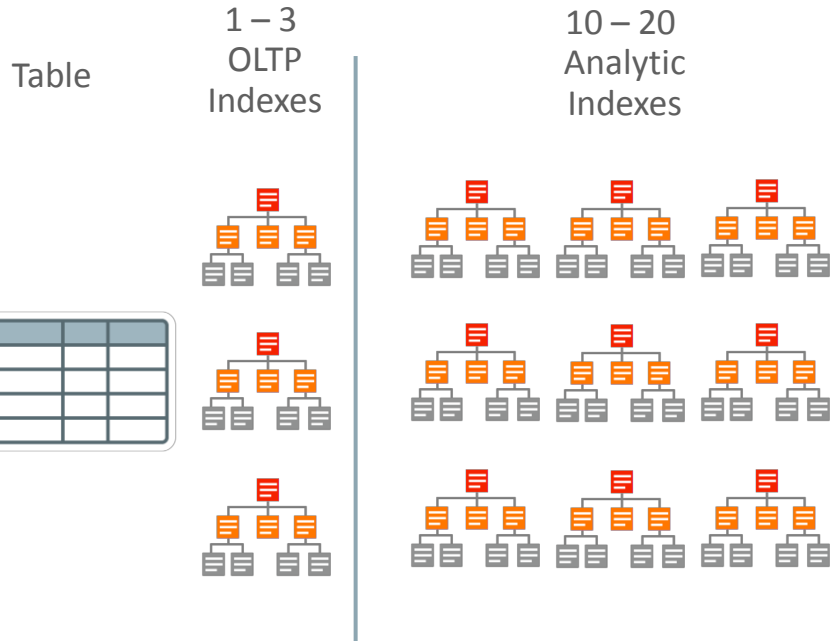 Table
1 – 3
OLTP
Indexes
10 – 20
Analytic
Indexes